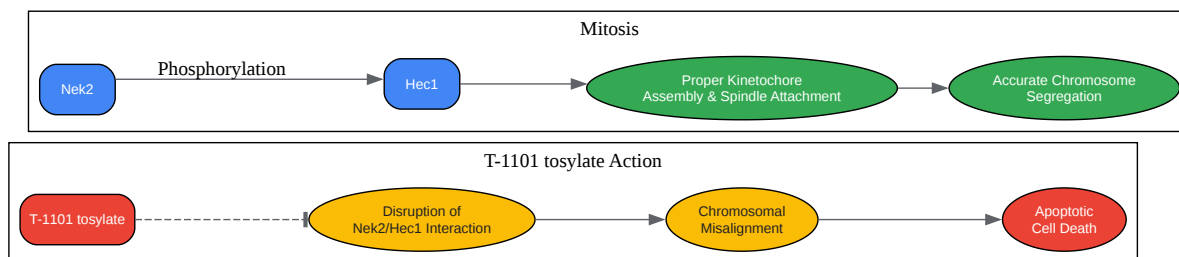 Mitosis
Nek2
Phosphorylation
Hec1
Proper Kinetochore
Assembly & Spindle Attachment
Accurate Chromosome
Segregation
T-1101 tosylate Action
T-1101 tosylate
Disruption of
Nek2/Hec1 Interaction
Chromosomal
Misalignment
Apoptotic
Cell Death